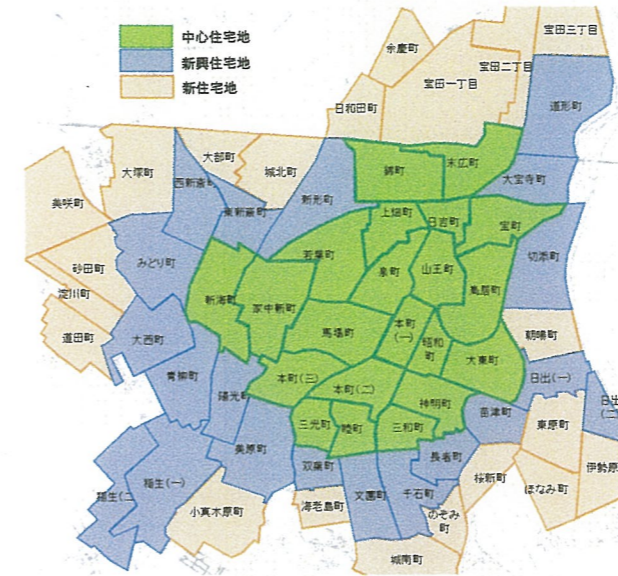 中心住宅地
新興住宅地
新住宅地
宝田三丁目
余慶町
宝田二丁目
宝田一丁目
日和田町
道形町
大部町
城北町
大塚町
西新斎町
錦町
末広町
大宝寺町
美咲町
東新斎町
新形町
上畑町
日吉町
宝町
みどり町
若葉町
切添町
砂田町
泉町
山王町
鳥居町
淀川町
新海町
家中新町
道田町
大西町
馬場町
本町
(一)
昭和
町
朝暘町
大東町
青柳町
陽光町
本町(三)
本町(二)
日出(一)
神明町
苗津町
日出
(二)
三光町
睦町
三和町
東原町
美原町
双葉町
長者町
稲生(二
稲生(一)
文園町
千石町
桜新町
ほなみ町
伊勢原
小真木原町
海老島町
のぞみ
町
城南町